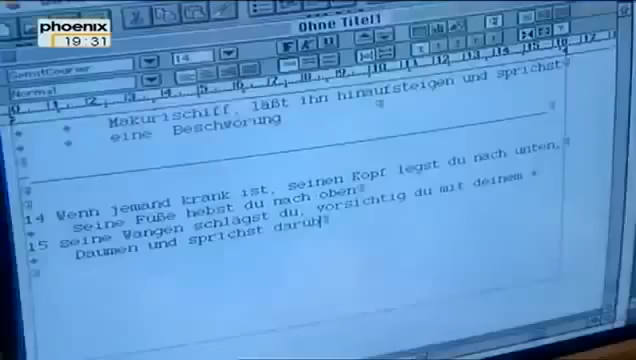 phoenix
19:31
Ohne Titel1
SemitCourier
14
Normal
Makurlschiff, läßt ihn hinaufsteigen und sprichst
eine Beschwörung
14 Wenn jemand krank ist, seinen Kopf legst du nach unten,
seine Füße hebst du nach oben
15 seine Wangen schlägst du, vorsichtig du mit deinem
Daumen und sprichst darüb